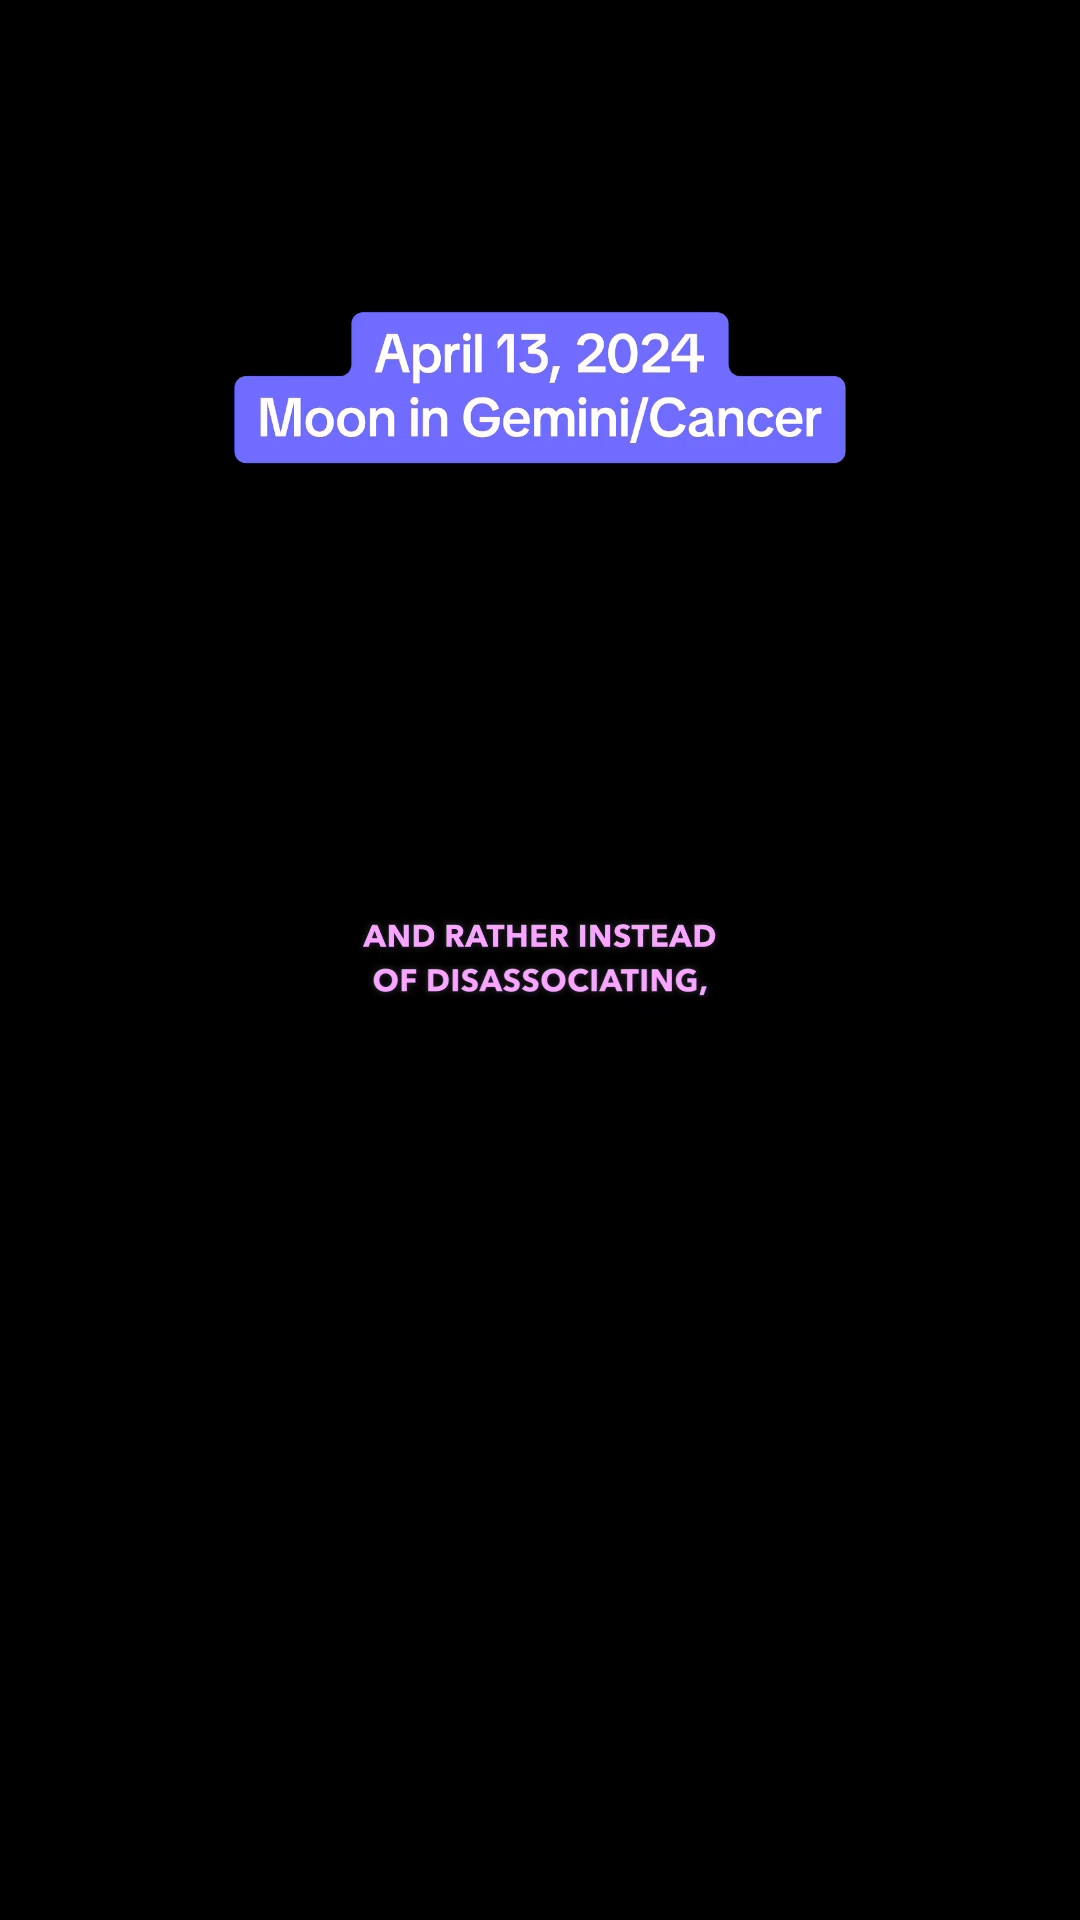 April 13, 2024
Moon in Gemini/Cancer
AND RATHER INSTEAD
OF DISASSOCIATING,